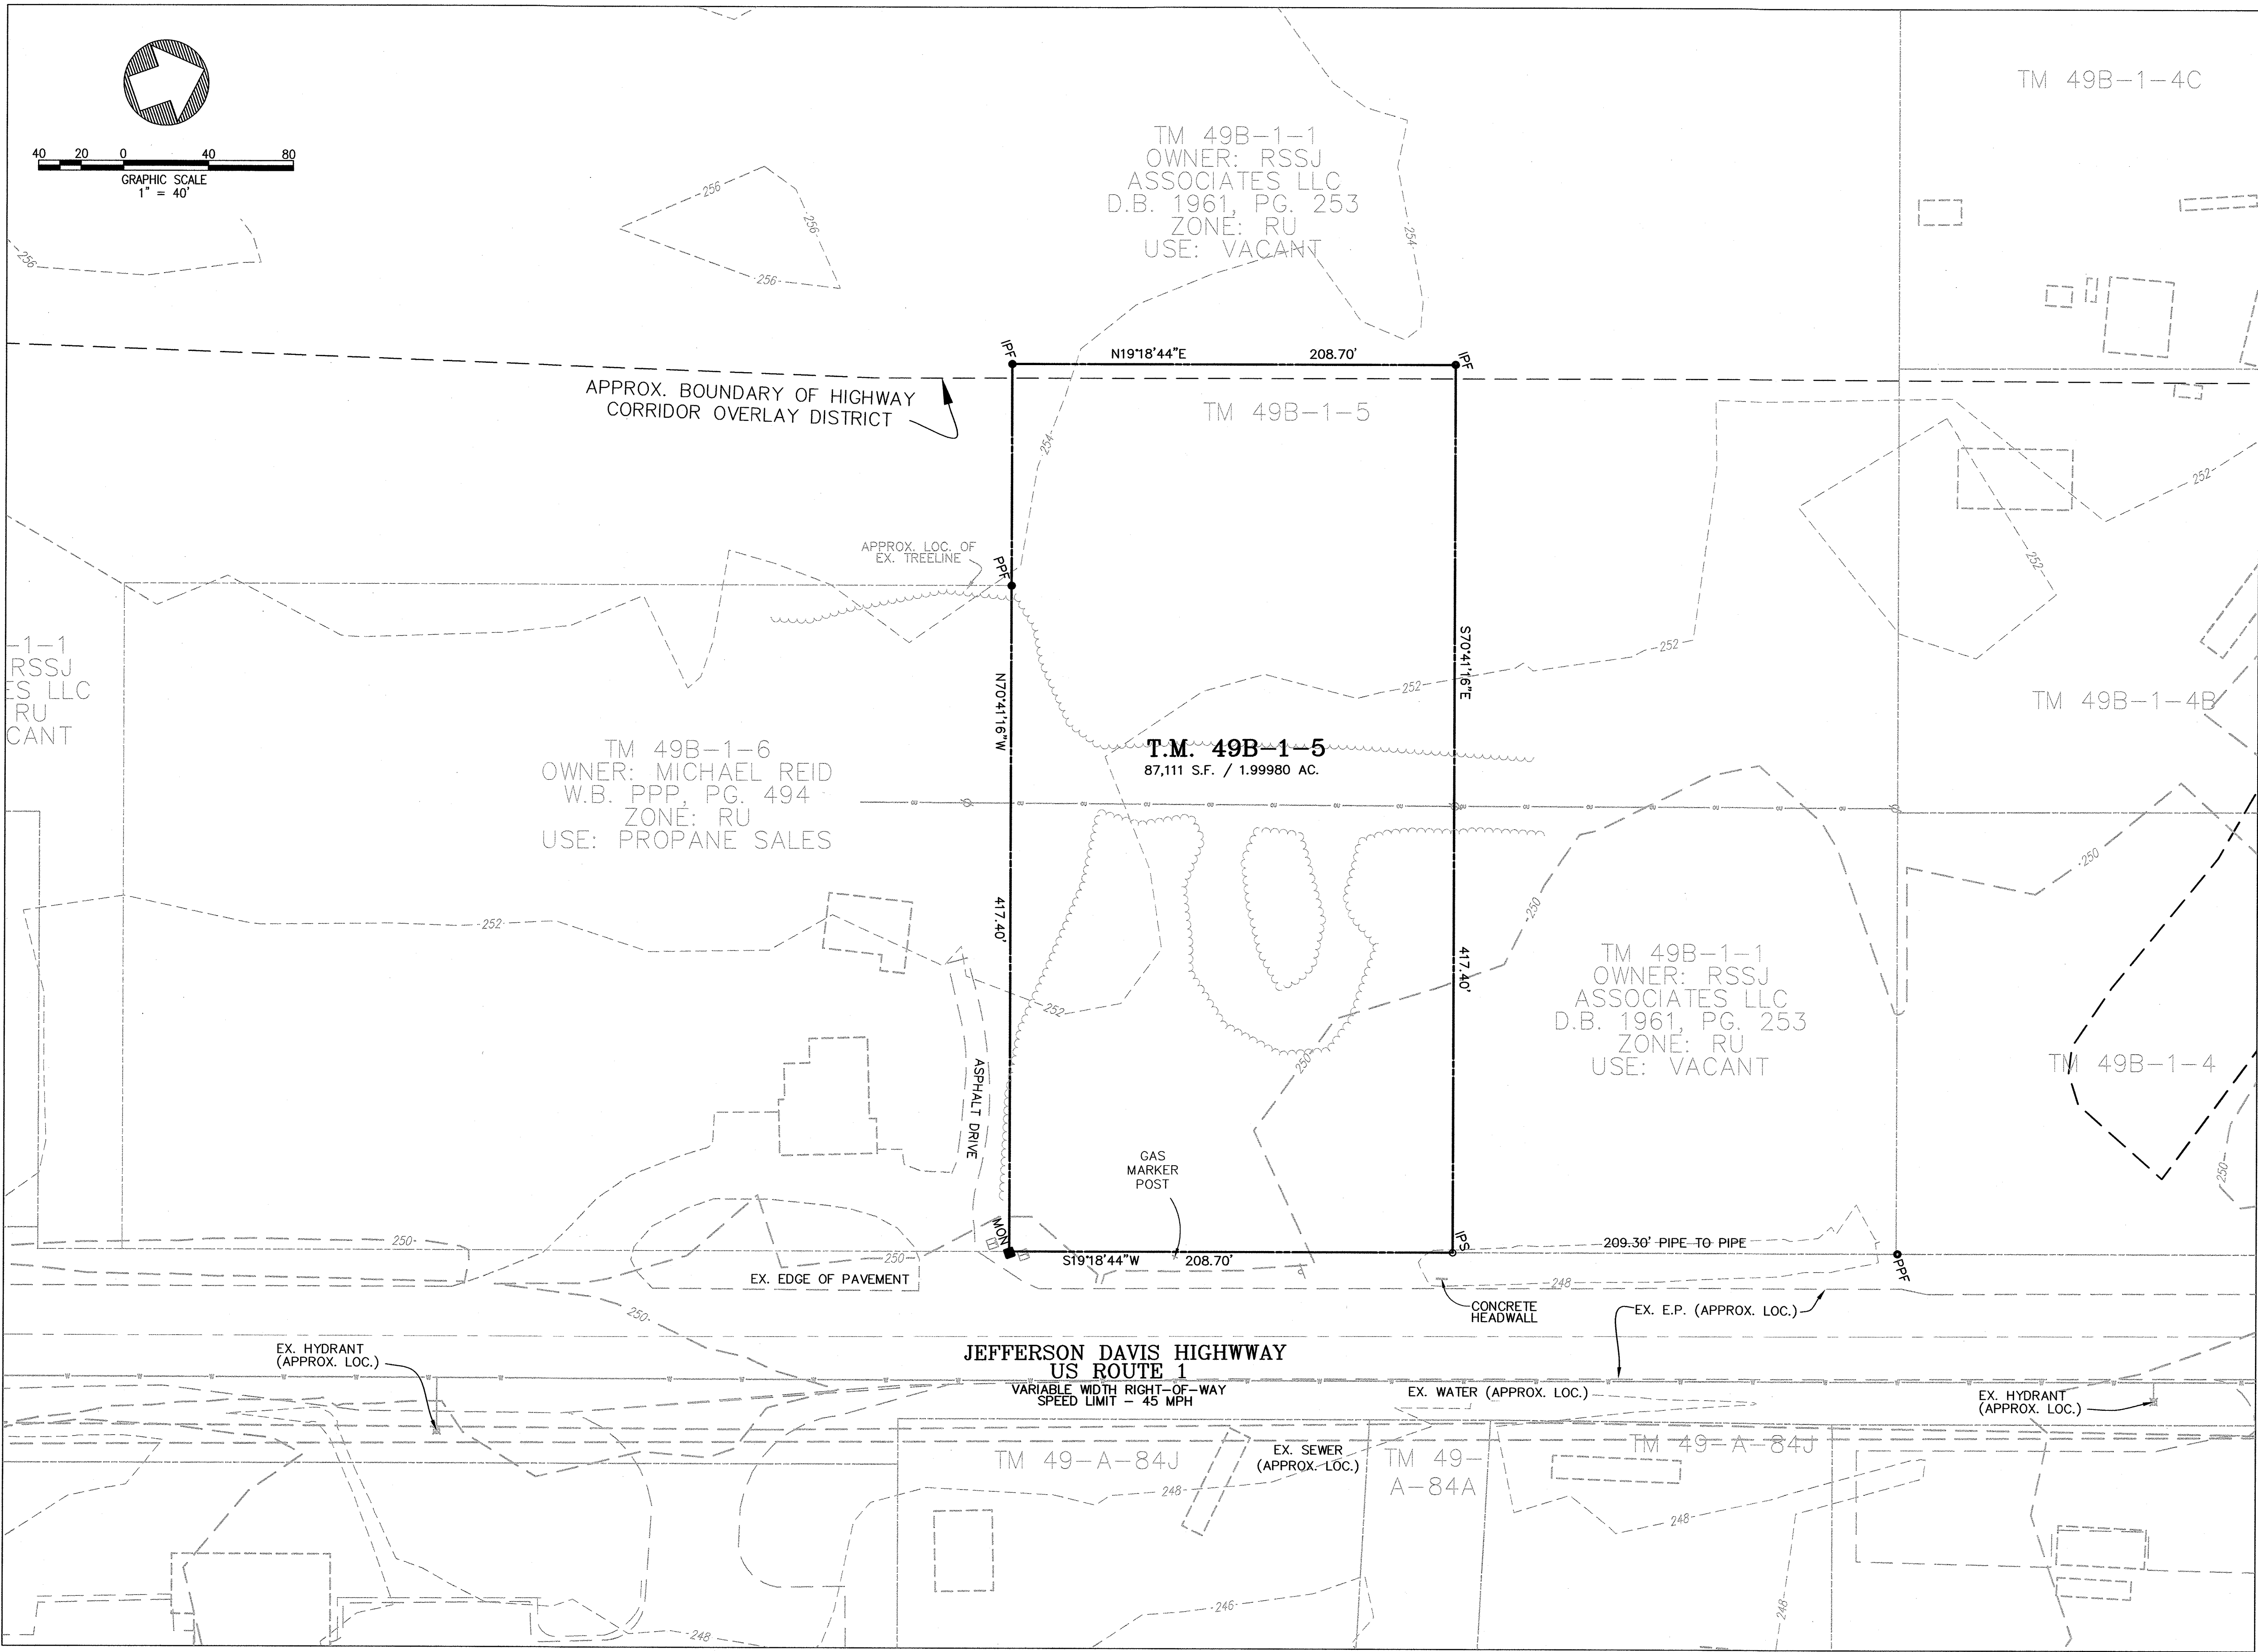 TM 49B-1-4C
40 20 0 40 80
GRAPHIC SCALE
1" = 40'
TM 49B-1-1
OWNER: RSSJ
ASSOCIATES LLC
D.B. 1961, PG. 253
ZONE: RU
USE: VACANT
256
256
256
256
254
IPF
N19°18'44"E
208.70'
IPF
APPROX. BOUNDARY OF HIGHWAY
CORRIDOR OVERLAY DISTRICT
TM 49B-1-5
254
252
252
APPROX. LOC. OF
EX. TREELINE
PPF
-1-1
RSSJ
ES LLC
RU
CANT
N70°41'16"W
S70°41'16"E
252
252
TM 49B-1-4B
TM 49B-1-6
OWNER: MICHAEL REID
W.B. PPP, PG. 494
ZONE: RU
USE: PROPANE SALES
T.M. 49B-1-5
87,111 S.F. / 1.99980 AC.
250
250
252
417.40'
417.40'
TM 49B-1-1
OWNER: RSSJ
ASSOCIATES LLC
D.B. 1961, PG. 253
ZONE: RU
USE: VACANT
252
250
TM 49B-1-4
ASPHALT DRIVE
GAS
MARKER
POST
250
MON
IPS
250
250
S19°18'44"W
208.70'
209.30' PIPE TO PIPE
PPF
EX. EDGE OF PAVEMENT
248
CONCRETE
HEADWALL
EX. E.P. (APPROX. LOC.)
250
EX. HYDRANT
(APPROX. LOC.)
JEFFERSON DAVIS HIGHWWAY
US ROUTE 1
VARIABLE WIDTH RIGHT-OF-WAY
SPEED LIMIT - 45 MPH
EX. WATER (APPROX. LOC.)
EX. HYDRANT
(APPROX. LOC.)
TM 49-A-84J
EX. SEWER
(APPROX. LOC.)
TM 49-
A-84A
TM 49-A-84J
248
248
246
248
248